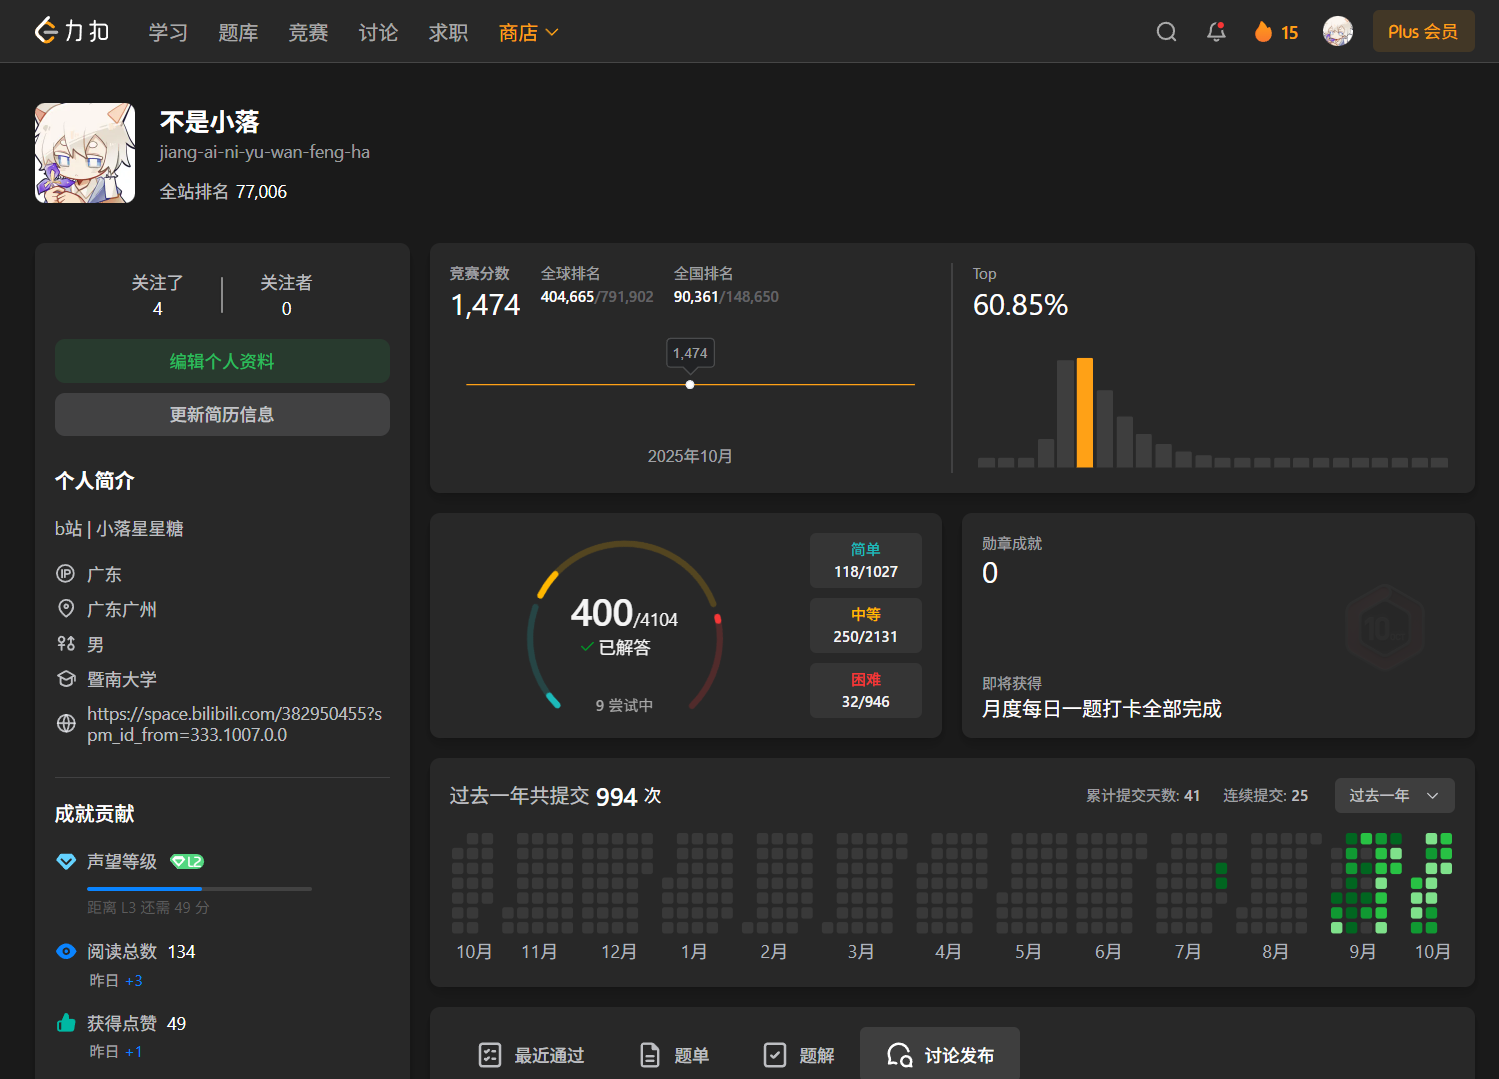 力扣 学习 题库 竞赛 讨论 求职 商店 15 Plus 会员
不是小落
jiang-ai-ni-yu-wan-feng-ha
全站排名 77,006
关注了 关注者
4 0
编辑个人资料
更新简历信息
个人简介
b站 | 小落星星糖
广东
广东广州
男
暨南大学
https://space.bilibili.com/382950455?s
pm_id_from=333.1007.0.0
成就贡献
声望等级 L2
距离 L3 还需 49 分
阅读总数 134
昨日 +3
获得点赞 49
昨日 +1
竞赛分数 全球排名 全国排名
1,474 404,665/791,902 90,361/148,650
1,474
2025年10月
Top
60.85%
400/4104
已解答
9 尝试中
简单
118/1027
中等
250/2131
困难
32/946
勋章成就
0
即将获得
月度每日一题打卡全部完成
过去一年共提交 994 次 累计提交天数: 41 连续提交: 25 过去一年
10月 11月 12月 1月 2月 3月 4月 5月 6月 7月 8月 9月 10月
最近通过 题单 题解 讨论发布